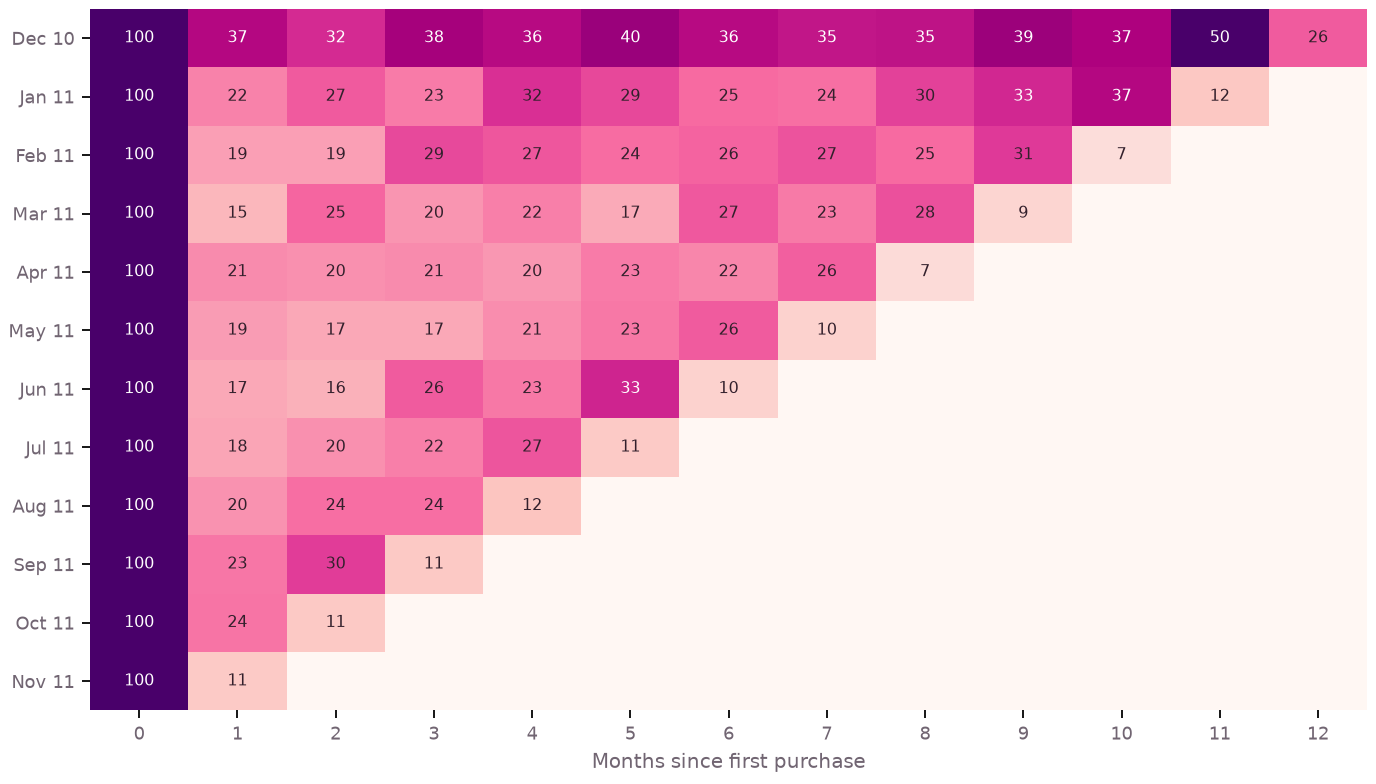 Dec 10 100 37 32 38 36 40 36 35 35 39 37 50 26
Jan 11 100 22 27 23 32 29 25 24 30 33 37 12
Feb 11 100 19 19 29 27 24 26 27 25 31 7
Mar 11 100 15 25 20 22 17 27 23 28 9
Apr 11 100 21 20 21 20 23 22 26 7
May 11 100 19 17 17 21 23 26 10
Jun 11 100 17 16 26 23 33 10
Jul 11 100 18 20 22 27 11
Aug 11 100 20 24 24 12
Sep 11 100 23 30 11
Oct 11 100 24 11
Nov 11 100 11
0 1 2 3 4 5 6 7 8 9 10 11 12
Months since first purchase